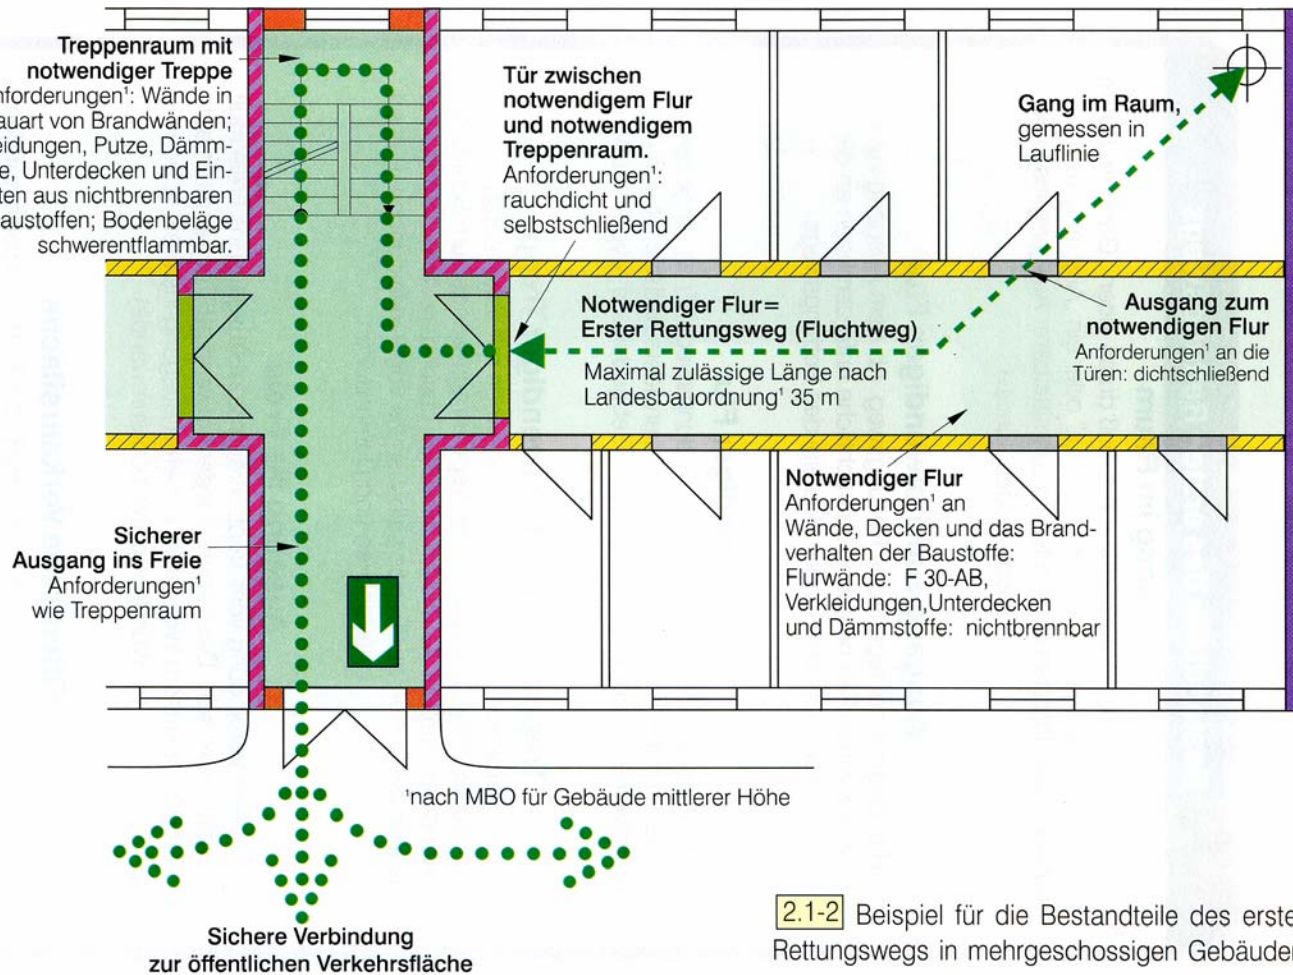 Treppenraum mit
notwendiger Treppe
nforderungen¹: Wände in
auart von Brandwänden;
eidungen, Putze, Dämm-
e, Unterdecken und Ein-
ten aus nichtbrennbaren
austoffen; Bodenbeläge
schwerentflammbar.
Tür zwischen
notwendigem Flur
und notwendigem
Treppenraum.
Anforderungen¹:
rauchdicht und
selbstschließend
Gang im Raum,
gemessen in
Lauflinie
Notwendiger Flur=
Erster Rettungsweg (Fluchtweg)
Maximal zulässige Länge nach
Landesbauordnung¹ 35 m
Ausgang zum
notwendigen Flur
Anforderungen¹ an die
Türen: dichtschließend
Notwendiger Flur
Anforderungen¹ an
Wände, Decken und das Brand-
verhalten der Baustoffe:
Flurwände: F 30-AB,
Verkleidungen,Unterdecken
und Dämmstoffe: nichtbrennbar
Sicherer
Ausgang ins Freie
Anforderungen¹
wie Treppenraum
¹nach MBO für Gebäude mittlerer Höhe
Sichere Verbindung
zur öffentlichen Verkehrsfläche
2.1-2 Beispiel für die Bestandteile des erste
Rettungswegs in mehrgeschossigen Gebäuder